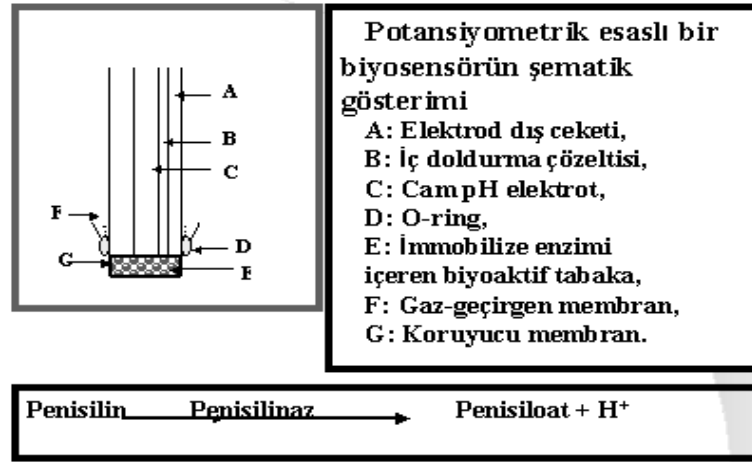 A
B
C
F
D
G
E
Potansiyometrik esaslı bir
biyosensörün şematik
gösterimi
A: Elektrod dış ceketi,
B: İç doldurma çözeltisi,
C: Cam pH elektrot,
D: O-ring,
E: İmmobilize enzimi
içeren biyoaktif tabaka,
F: Gaz-geçirgen membran,
G: Koruyucu membran.
Penisilin Penisilinaz Penisiloat + H⁺